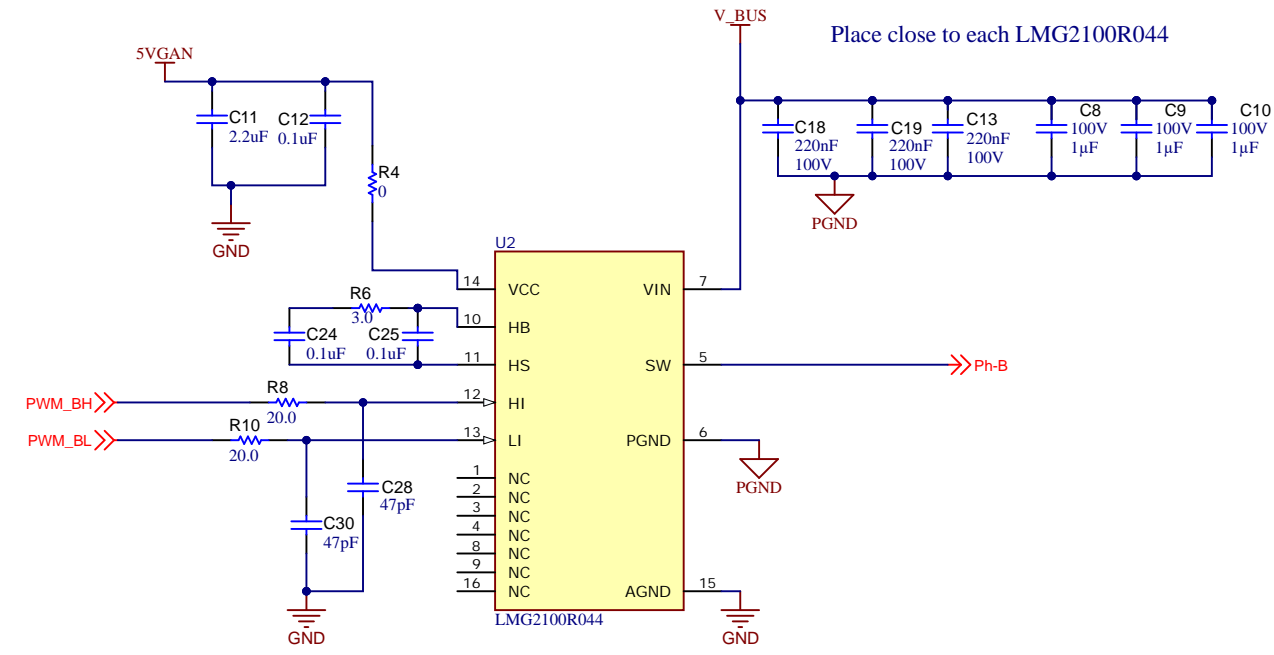 V_BUS
Place close to each LMG2100R044
5VGAN
C11
2.2uF
C12
0.1uF
R4
0
GND
C18
220nF
100V
C19
220nF
100V
C13
220nF
100V
C8
100V
1µF
C9
100V
1µF
C10
100V
1µF
PGND
U2
14
VCC
VIN
7
R6
3.0
C24
0.1uF
C25
0.1uF
10
HB
11
HS
SW
5
Ph-B
PWM_BH
R8
20.0
12
HI
PWM_BL
R10
20.0
13
LI
PGND
6
PGND
1
NC
2
NC
3
NC
4
NC
8
NC
9
NC
16
NC
C28
47pF
C30
47pF
AGND
15
GND
LMG2100R044
GND